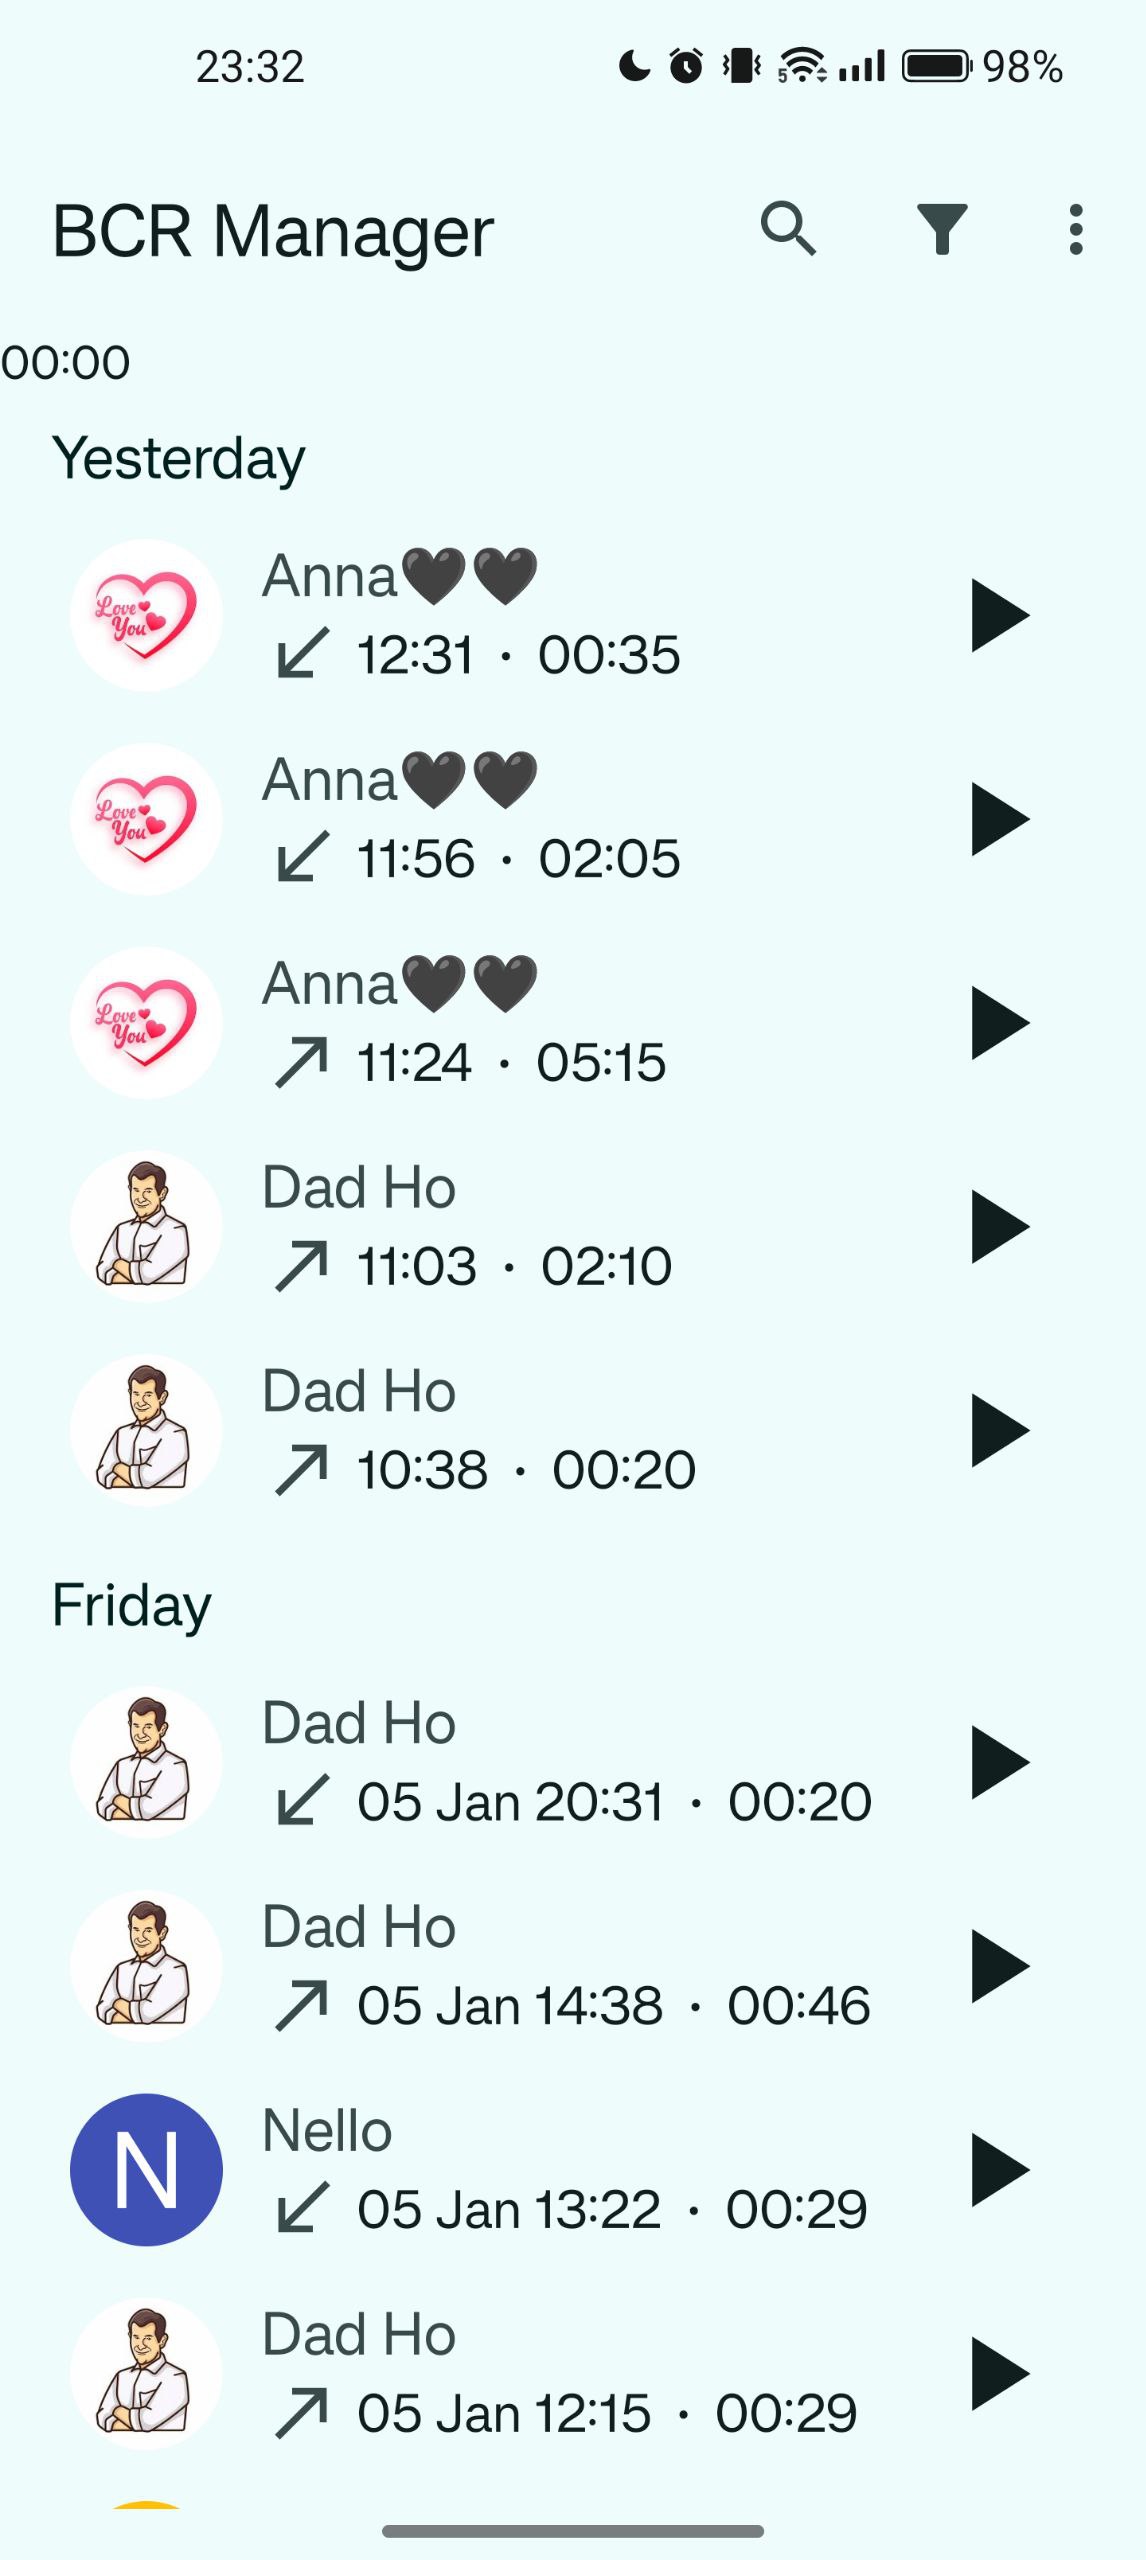 23:32
5
98%
BCR Manager
00:00
Yesterday
Love
You
Anna🖤🖤
12:31 · 00:35
Love
You
Anna🖤🖤
11:56 · 02:05
Love
You
Anna🖤🖤
11:24 · 05:15
Dad Ho
11:03 · 02:10
Dad Ho
10:38 · 00:20
Friday
Dad Ho
05 Jan 20:31 · 00:20
Dad Ho
05 Jan 14:38 · 00:46
N
Nello
05 Jan 13:22 · 00:29
Dad Ho
05 Jan 12:15 · 00:29